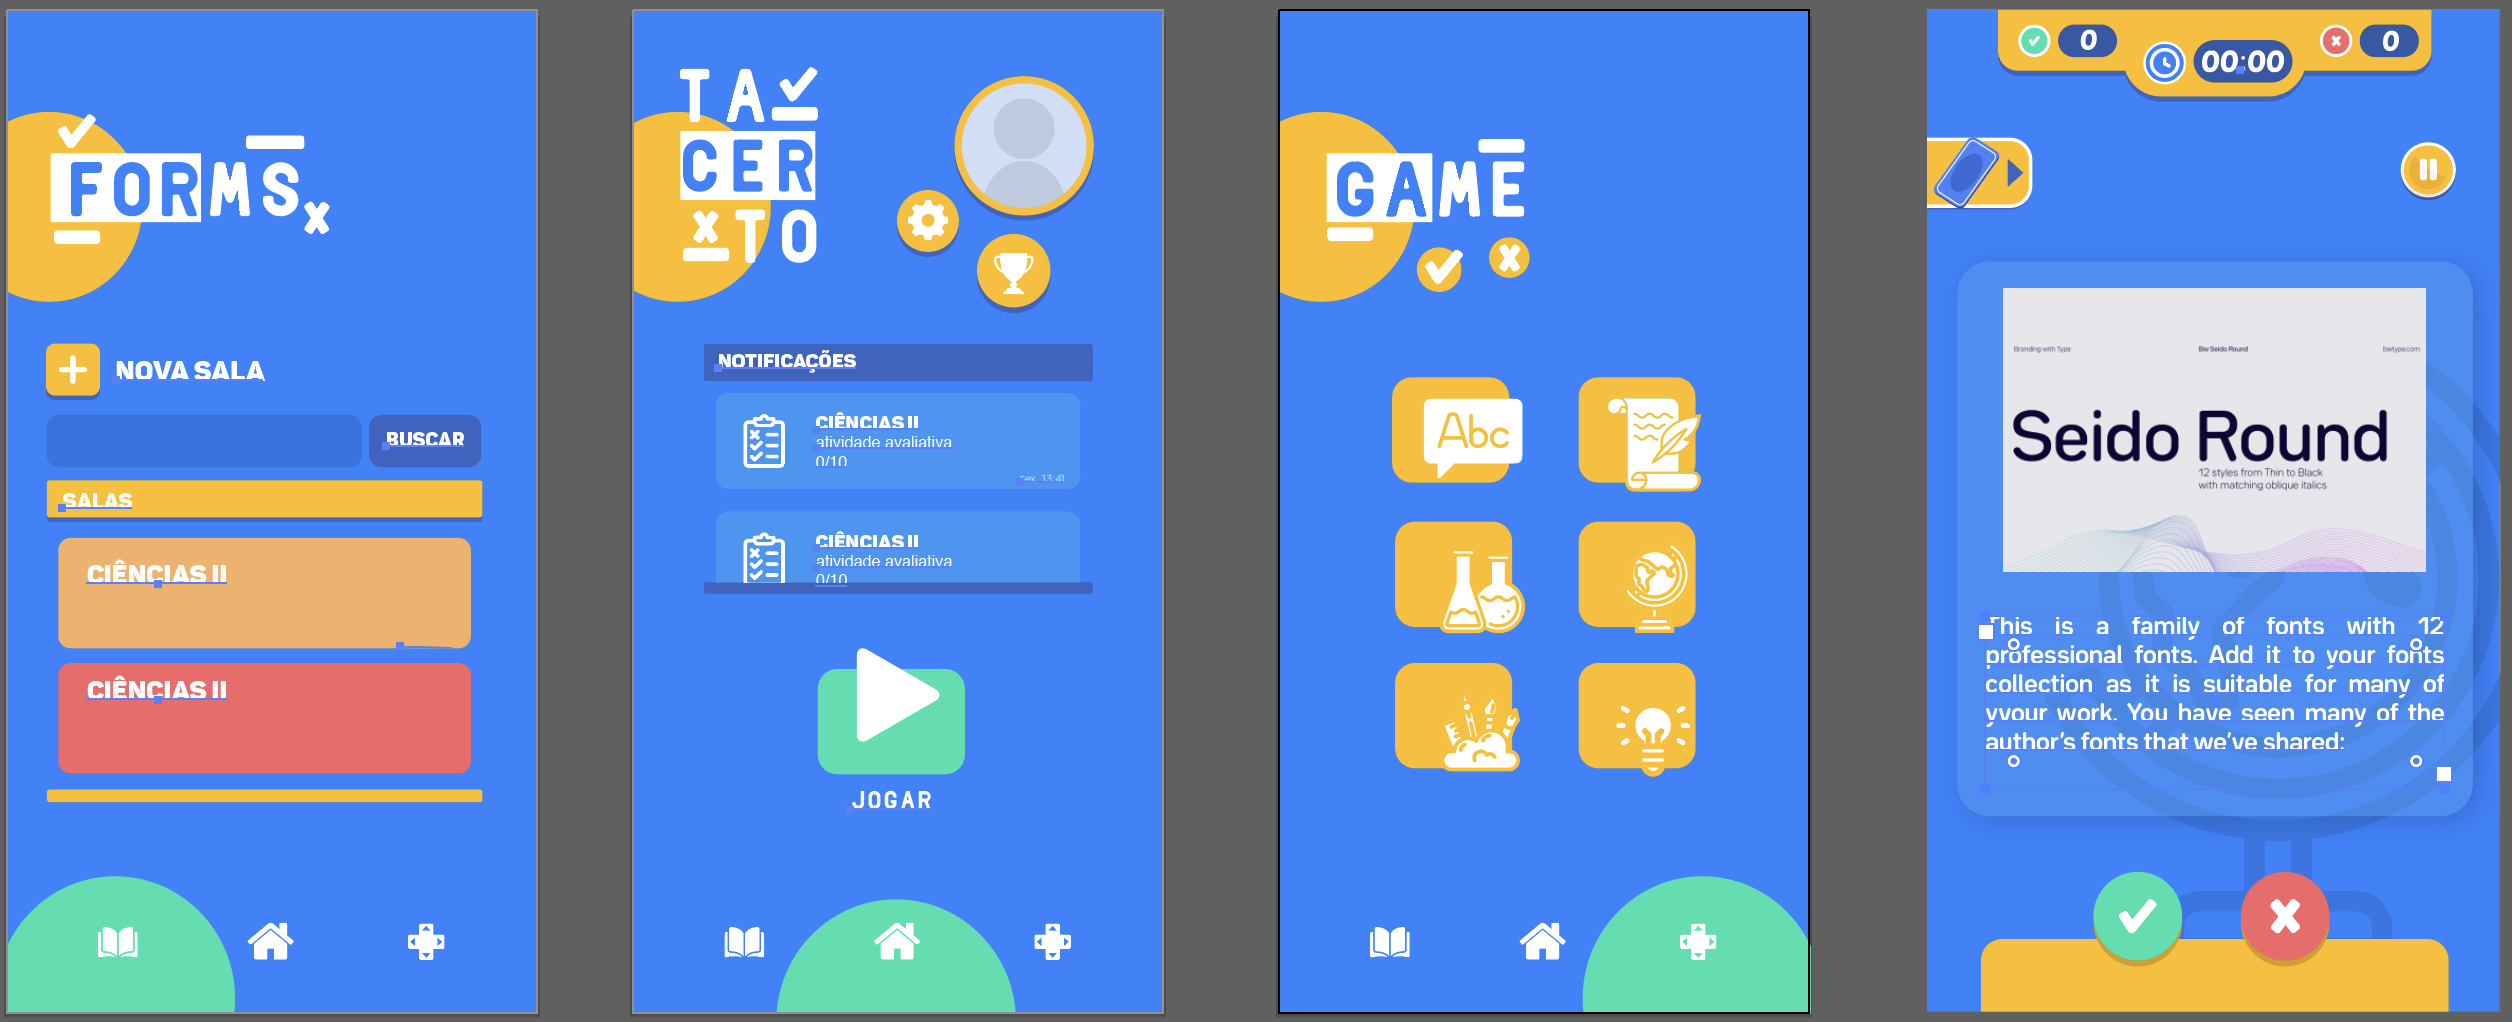 FORMS
NOVA SALA
BUSCAR
SALAS
CIÊNCIAS II
CIÊNCIAS II
TA
CER
TO
NOTIFICAÇÕES
CIÊNCIAS II
atividade avaliativa
0/10
Sex. 13:41
CIÊNCIAS II
atividade avaliativa
0/10
JOGAR
GAME
Abc
0
00:00
0
Branding with Type
Bw Seido Round
bwtype.com
Seido Round
12 styles from Thin to Black
with matching oblique italics
This is a family of fonts with 12
professional fonts. Add it to your fonts
collection as it is suitable for many of
yvour work. You have seen many of the
author's fonts that we've shared: